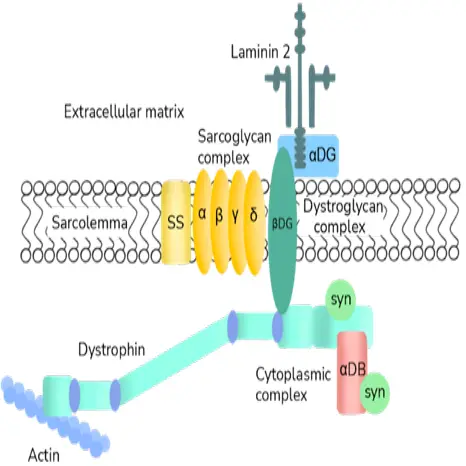 Laminin 2
Extracellular matrix
Sarcoglycan
complex
αDG
Sarcolemma
SS
α
β
γ
δ
βDG
Dystroglycan
complex
syn
Dystrophin
Cytoplasmic
complex
αDB
syn
Actin